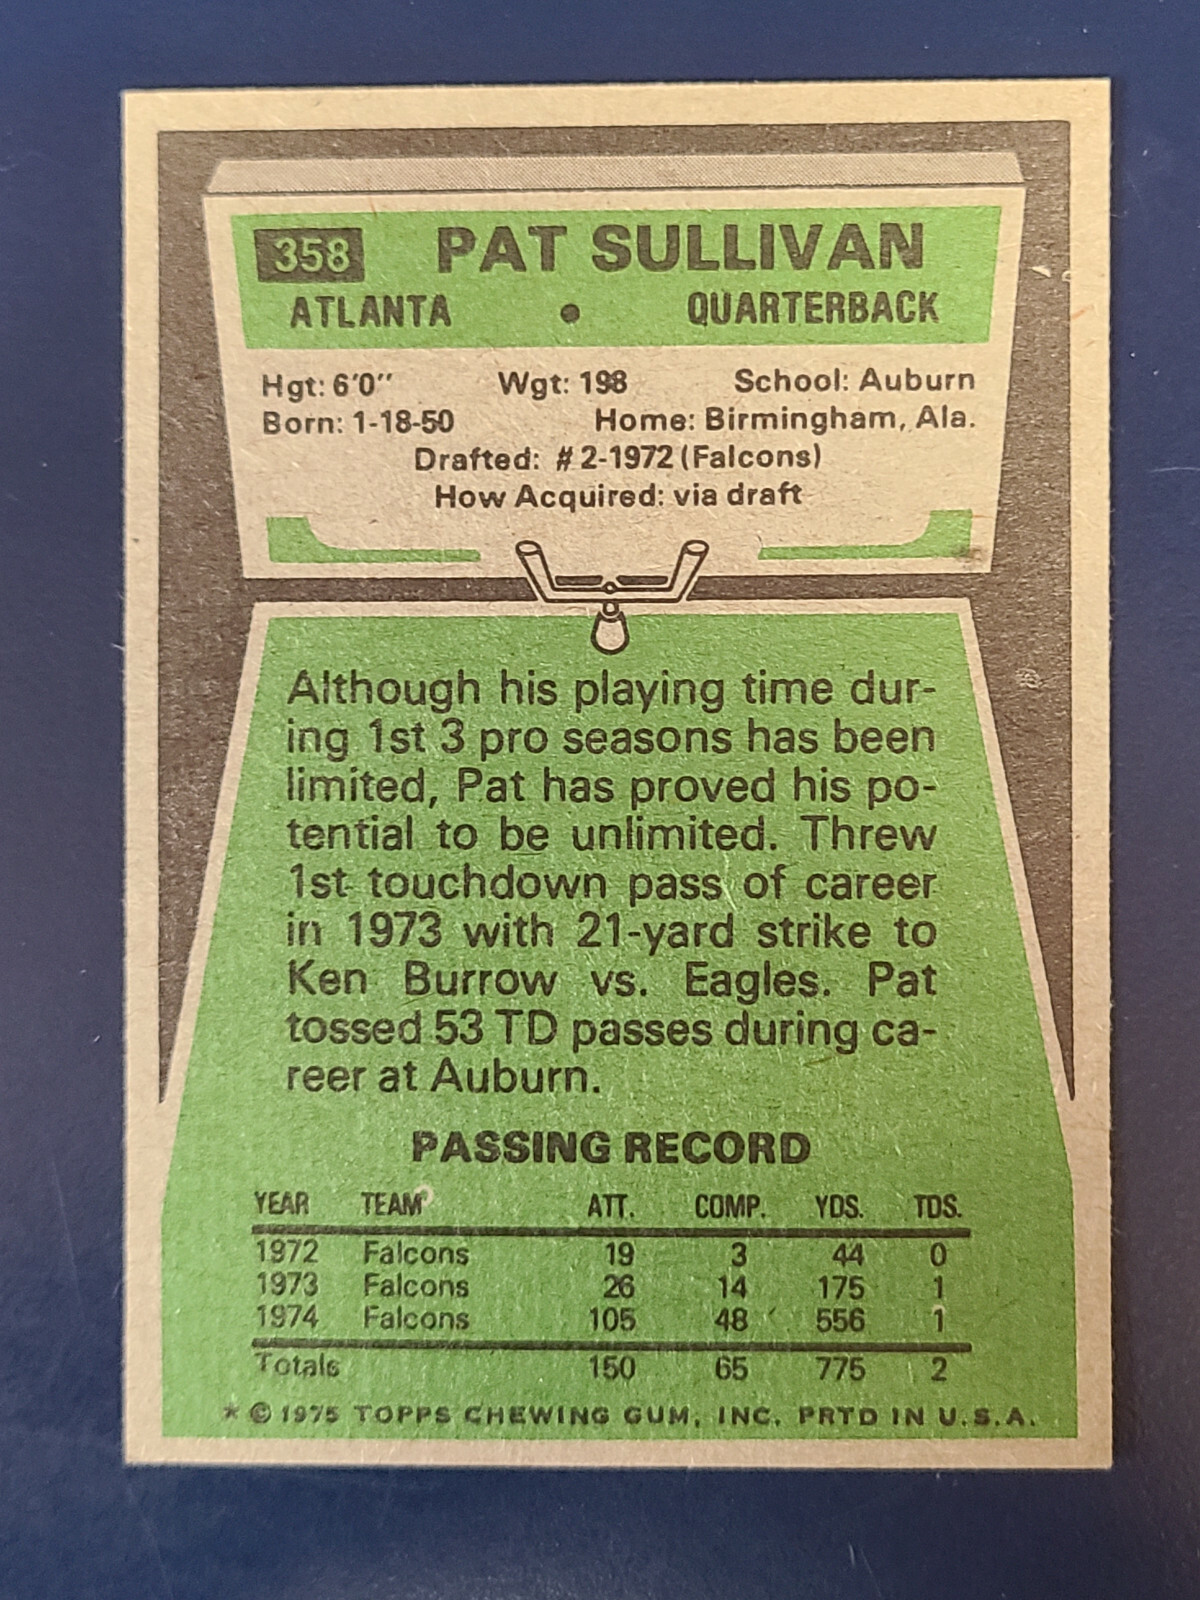 358 PAT SULLIVAN
ATLANTA • QUARTERBACK
Hgt: 6'0" Wgt: 198 School: Auburn
Born: 1-18-50 Home: Birmingham, Ala.
Drafted: #2-1972 (Falcons)
How Acquired: via draft
Although his playing time dur-
ing 1st 3 pro seasons has been
limited, Pat has proved his po-
tential to be unlimited. Threw
1st touchdown pass of career
in 1973 with 21-yard strike to
Ken Burrow vs. Eagles. Pat
tossed 53 TD passes during ca-
reer at Auburn.
PASSING RECORD
YEAR TEAM ATT. COMP. YDS. TDS.
1972 Falcons 19 3 44 0
1973 Falcons 26 14 175 1
1974 Falcons 105 48 556 1
Totals 150 65 775 2
* © 1975 TOPPS CHEWING GUM, INC. PRTD IN U.S.A.